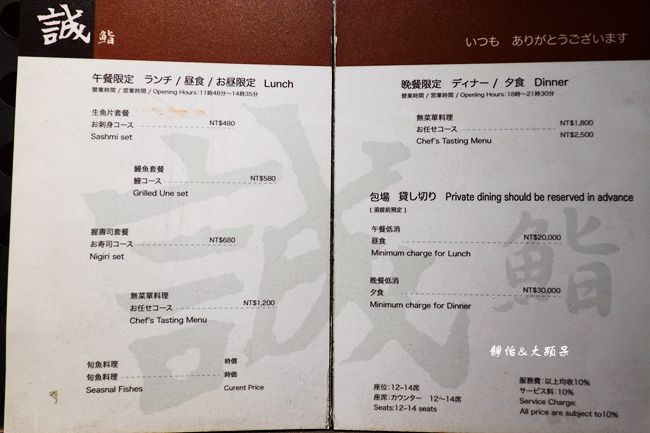 誠 鮨
いつも ありがとうございます
午餐限定 ランチ / 昼食 / お昼限定 Lunch
營業時間 / 営業時間 / Opening Hours: 11時48分~14時35分
生魚片套餐
お刺身コース NT$480
Sashmi set
鰻魚套餐
鰻コース NT$580
Grilled Une set
握壽司套餐
お寿司コース NT$680
Nigiri set
無菜單料理
お任せコース NT$1,200
Chef's Tasting Menu
旬魚料理 時價
旬魚料理 時価
Seasnal Fishes Curent Price
晚餐限定 ディナー / 夕食 Dinner
營業時間 / 営業時間 / Openling Hours: 18時~21時30分
無菜單料理 NT$1,800
お任せコース NT$2,500
Chef's Tasting Menu
包場 貸し切り Private dining should be reserved in advance
( 須提前預定 )
午餐低消
昼食 NT$20,000
Minimum charge for Lunch
晚餐低消
夕食 NT$30,000
Mimimum charge for Dinner
座位:12-14席
座席:カウンター 12〜14席
Seats:12-14 seats
服務費:以上均收10%
サービス料:10%
Service Charge:
All price are subject to10%
誠 鮨
靜怡&大顆呆